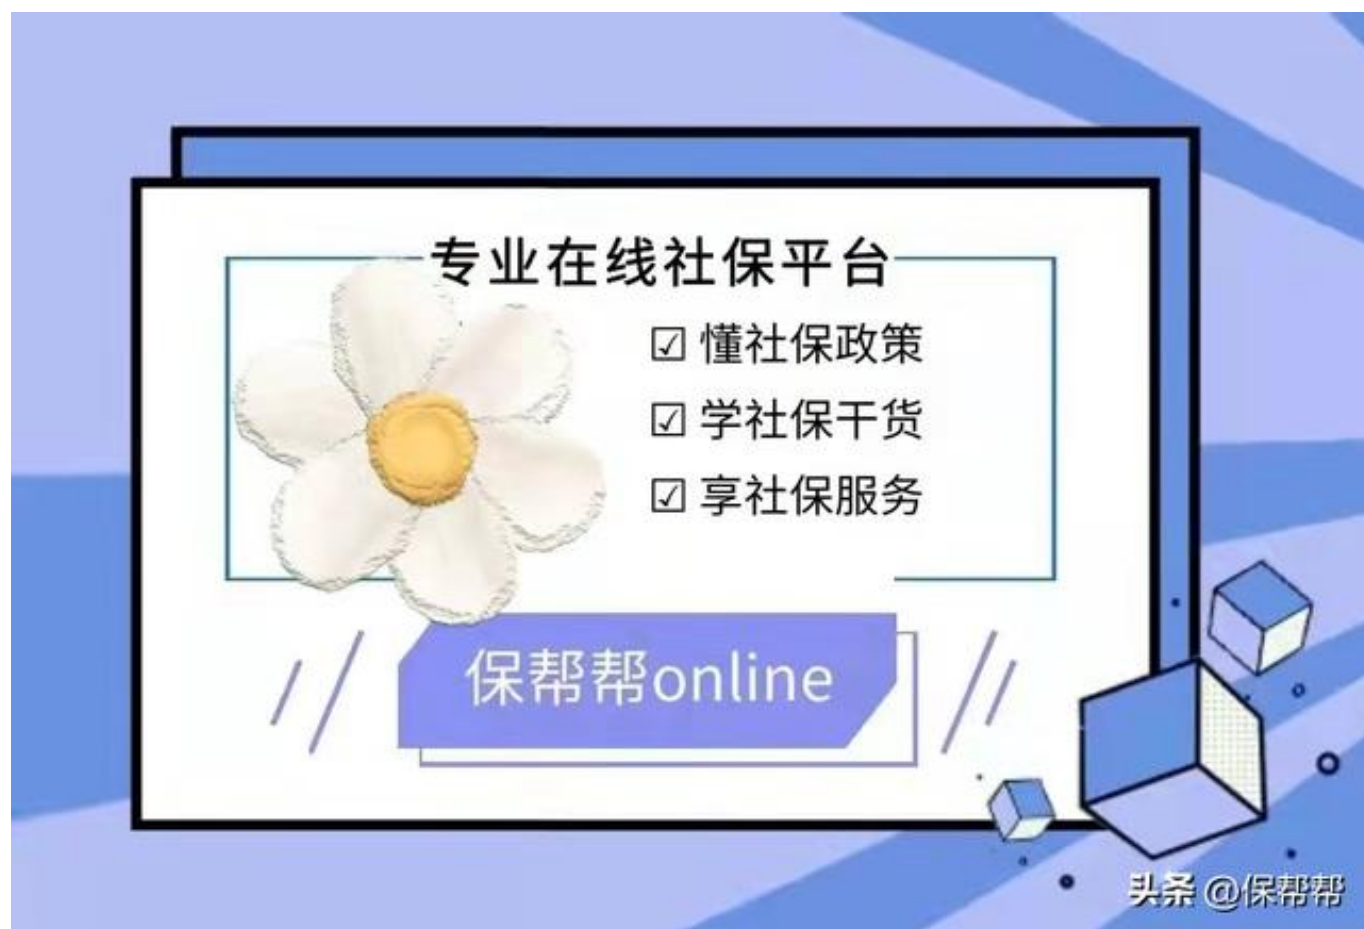 专业在线社保平台
☑ 懂社保政策
☑ 学社保干货
☑ 享社保服务
保帮帮online
头条 @保帮帮